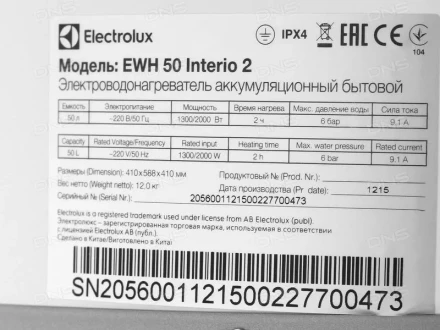 Electrolux IPX4 EAC CE
104
Модель: EWH 50 Interio 2
Электроводонагреватель аккумуляционный бытовой
Емкость Электропитание Мощность Время нагрева Макс. давление воды Сила тока
50 л ~220 В/50 Гц 1300/2000 Вт 2 ч 6 бар 9,1 А
Capacity Rated Voltage/Frequency Rated input Heating time Max. water pressure Rated current
50 L ~220 V/50 Hz 1300/2000 W 2 h 6 bar 9,1 A
Размеры (Dimension): 410x588x410 мм
Продуктовый № (Prod. Nr.):
Вес нетто (Weight netto): 12,0 кг
Дата производства (Pr date): 1215
Серийный № (Serial Nr.): 2056001121500227700473
Electrolux is a registered trademark used under license from AB Electrolux (publ).
Электролюкс – зарегистрированная торговая марка, используемая в соответствии
с лицензией AB Electrolux (публ.).
Сделано в Китае/Виготовлено в Китаї
SN2056001121500227700473